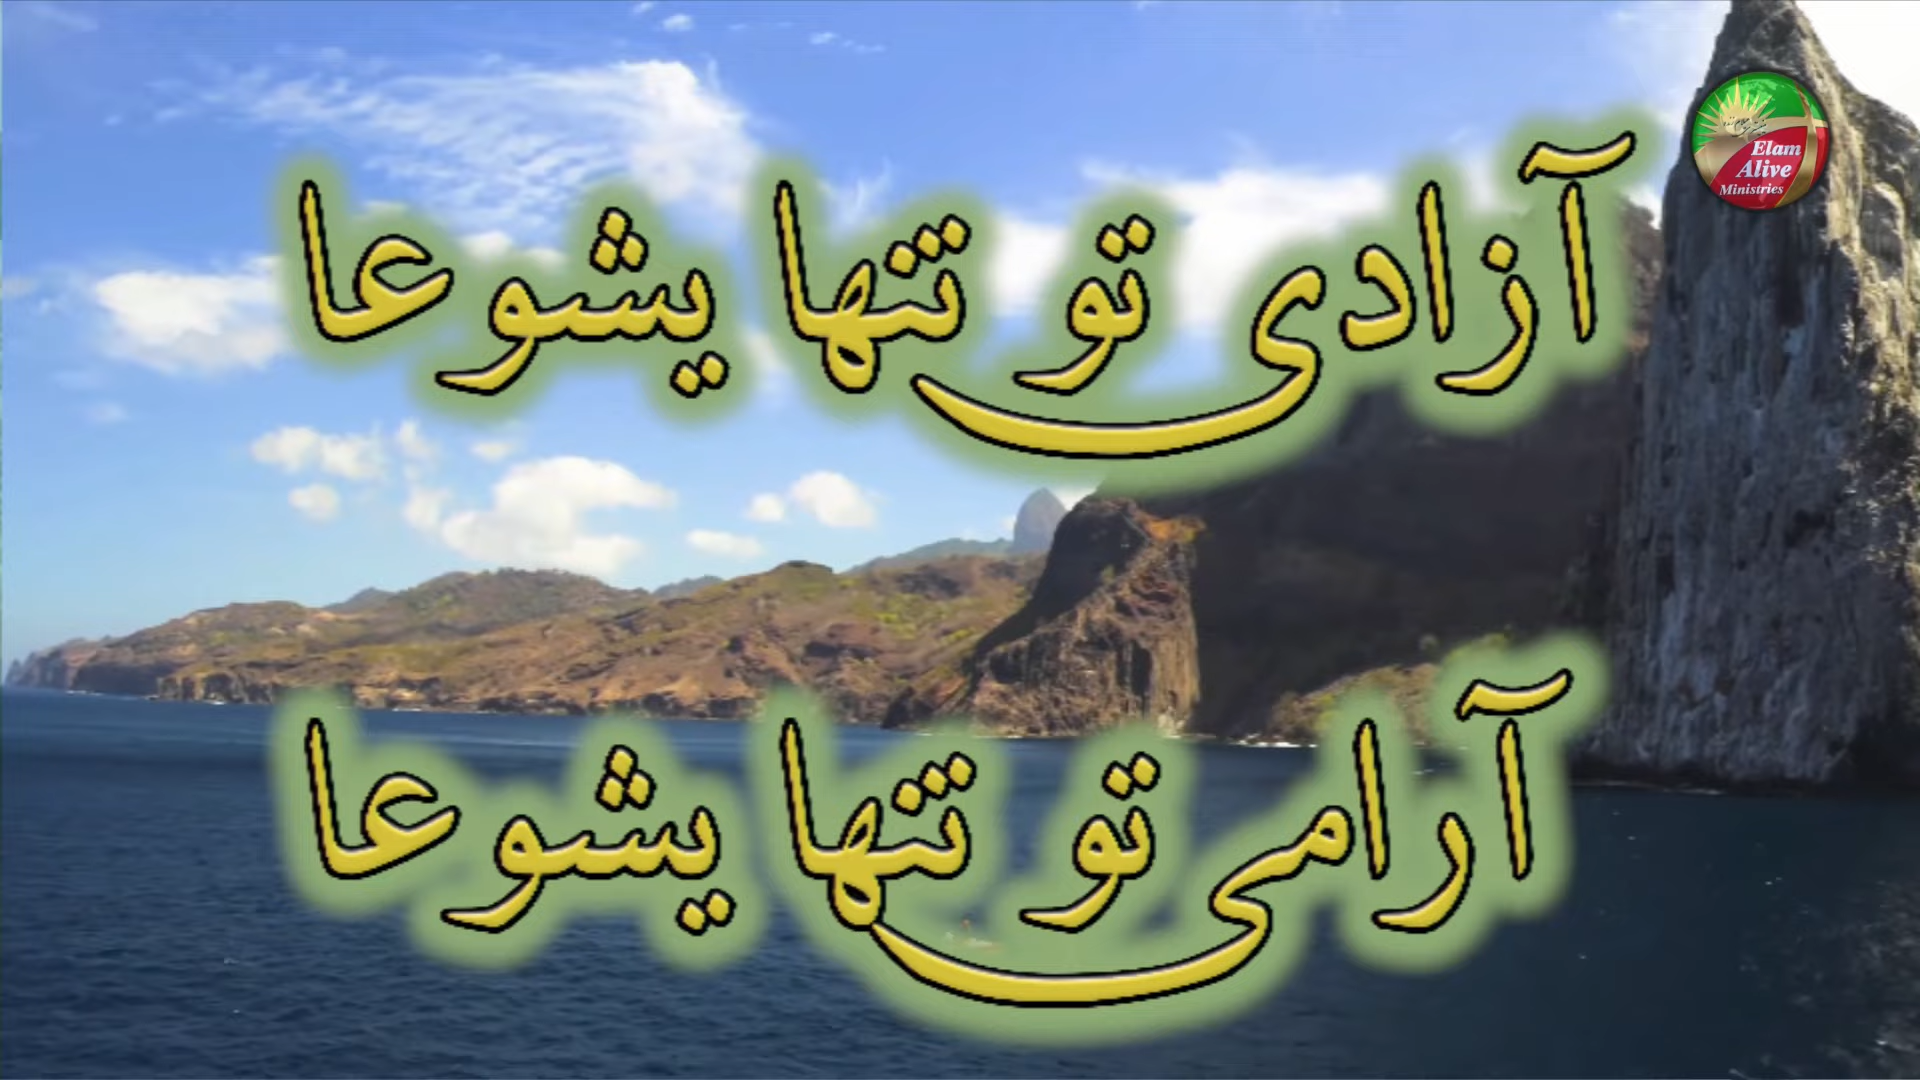 آزادی تو تنها یشوعا
Elam
Alive
Ministries
آرامی تو تنها یشوعا